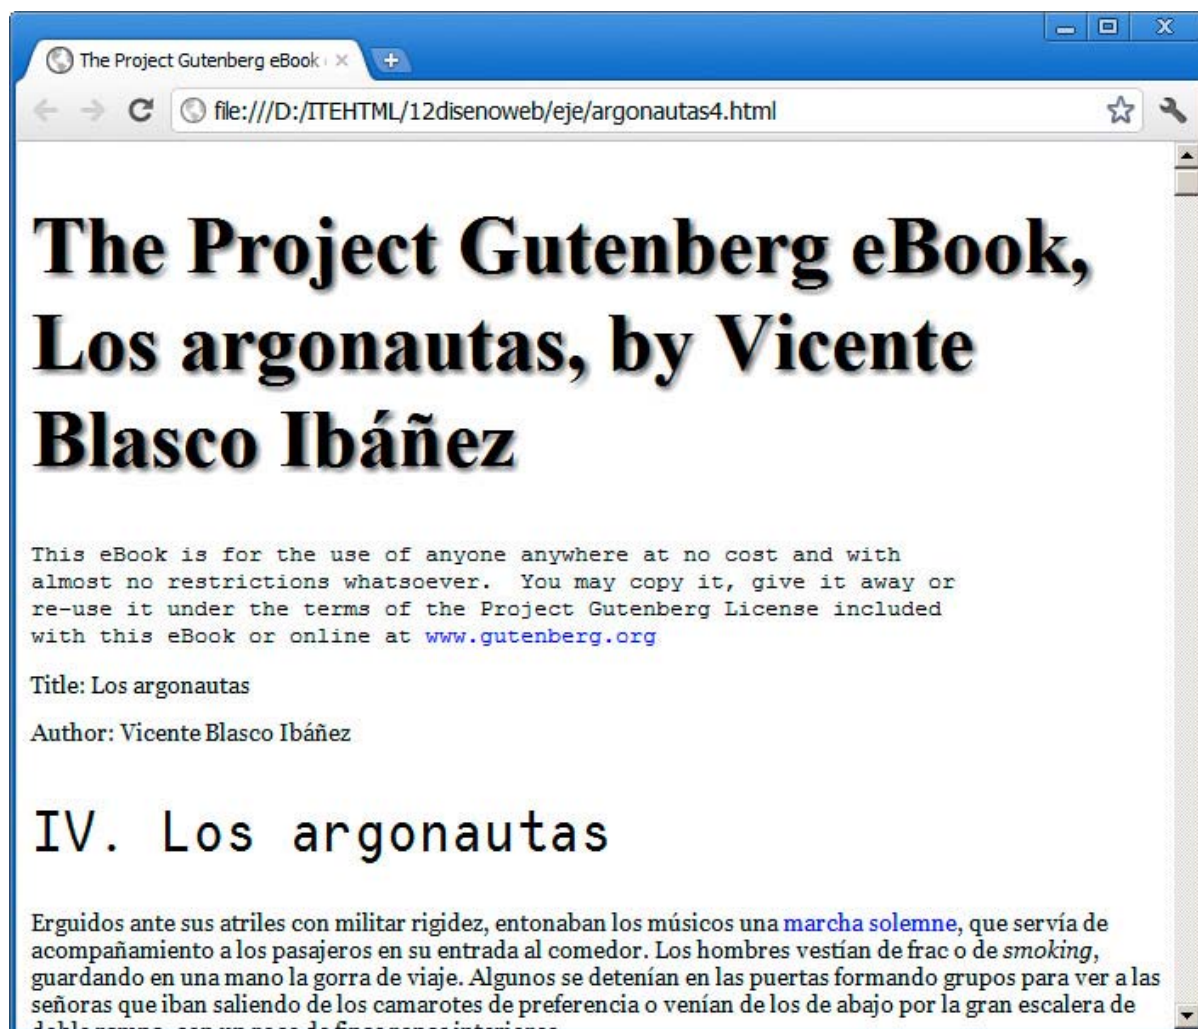 The Project Gutenberg eBook
file:///D:/ITEHTML/12disenoweb/eje/argonautas4.html
The Project Gutenberg eBook,
Los argonautas, by Vicente
Blasco Ibáñez
This eBook is for the use of anyone anywhere at no cost and with
almost no restrictions whatsoever.  You may copy it, give it away or
re-use it under the terms of the Project Gutenberg License included
with this eBook or online at www.gutenberg.org
Title: Los argonautas
Author: Vicente Blasco Ibáñez
IV. Los argonautas
Erguidos ante sus atriles con militar rigidez, entonaban los músicos una marcha solemne, que servía de
acompañamiento a los pasajeros en su entrada al comedor. Los hombres vestían de frac o de smoking,
guardando en una mano la gorra de viaje. Algunos se detenían en las puertas formando grupos para ver a las
señoras que iban saliendo de los camarotes de preferencia o venían de los de abajo por la gran escalera de